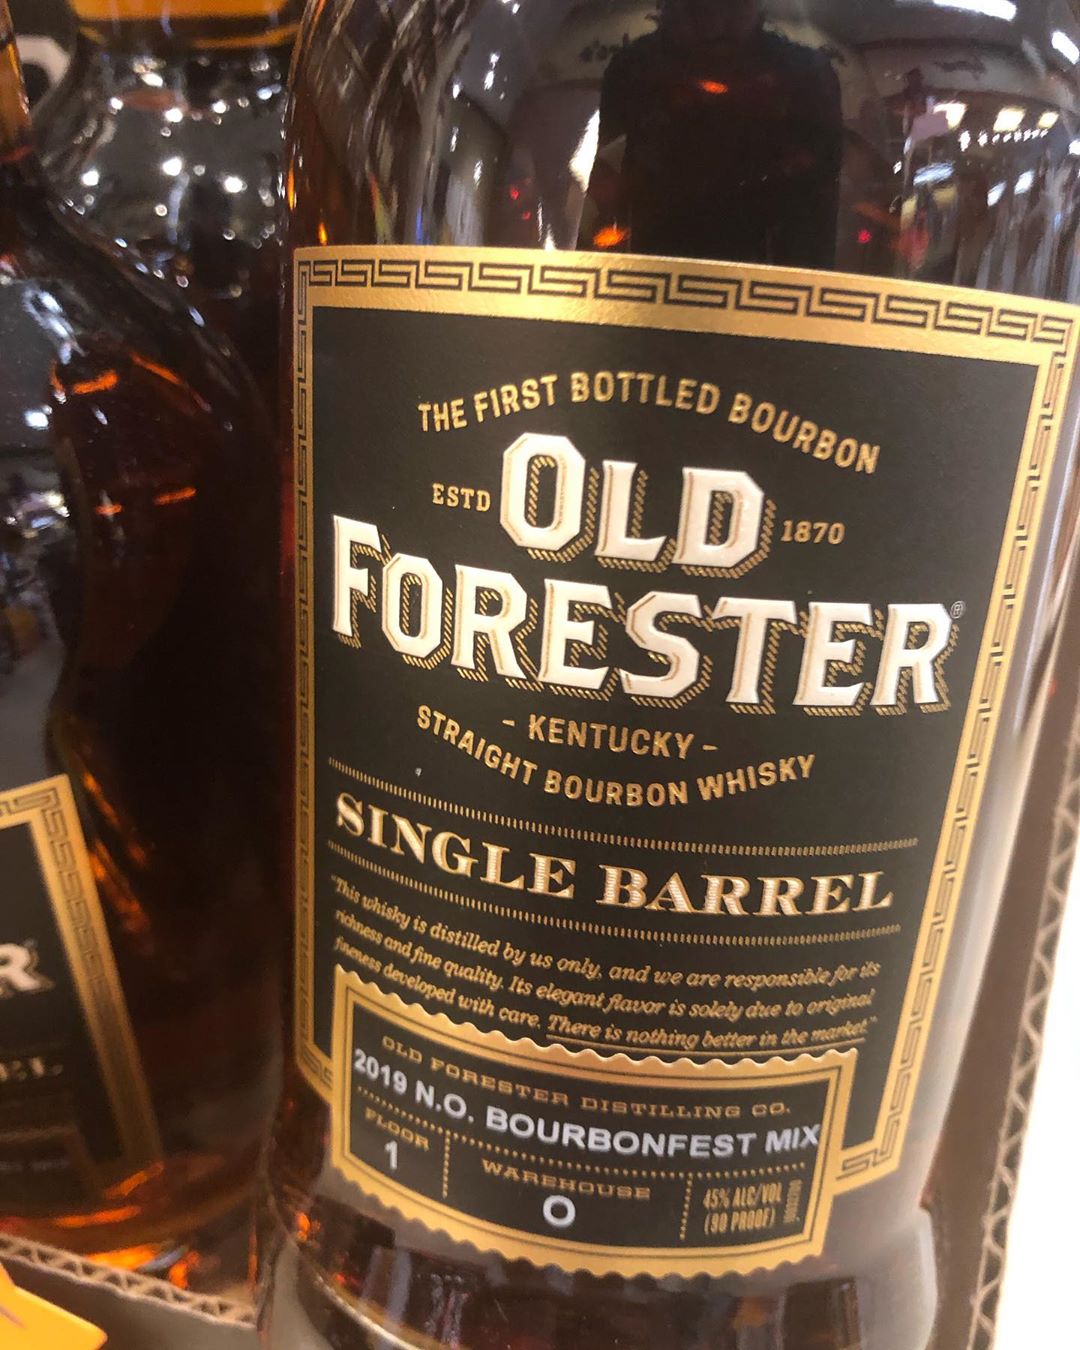 THE FIRST BOTTLED BOURBON
ESTD OLD 1870
FORESTER®
- KENTUCKY -
STRAIGHT BOURBON WHISKY
SINGLE BARREL
"This whisky is distilled by us only, and we are responsible for its
richness and fine quality. Its elegant flavor is solely due to original
fineness developed with care. There is nothing better in the market."
OLD FORESTER DISTILLING CO.
2019 N.O. BOURBONFEST MIX
FLOOR
1
WAREHOUSE
O
45% ALC/VOL
(90 PROOF)
R
EL